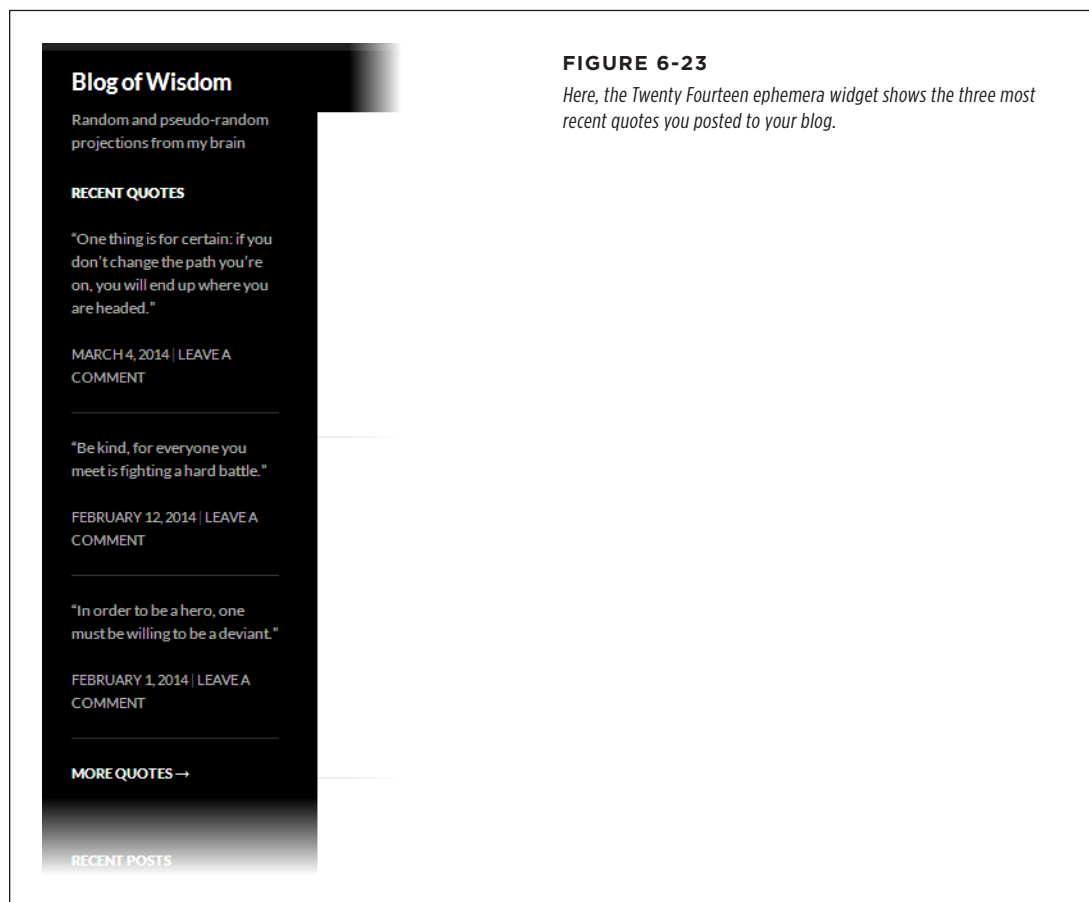 Blog of Wisdom
Random and pseudo-random
projections from my brain
RECENT QUOTES
“One thing is for certain: if you
don’t change the path you’re
on, you will end up where you
are headed.”
MARCH 4, 2014 | LEAVE A
COMMENT
“Be kind, for everyone you
meet is fighting a hard battle.”
FEBRUARY 12, 2014 | LEAVE A
COMMENT
“In order to be a hero, one
must be willing to be a deviant.”
FEBRUARY 1, 2014 | LEAVE A
COMMENT
MORE QUOTES →
RECENT POSTS
FIGURE 6-23
Here, the Twenty Fourteen ephemera widget shows the three most
recent quotes you posted to your blog.